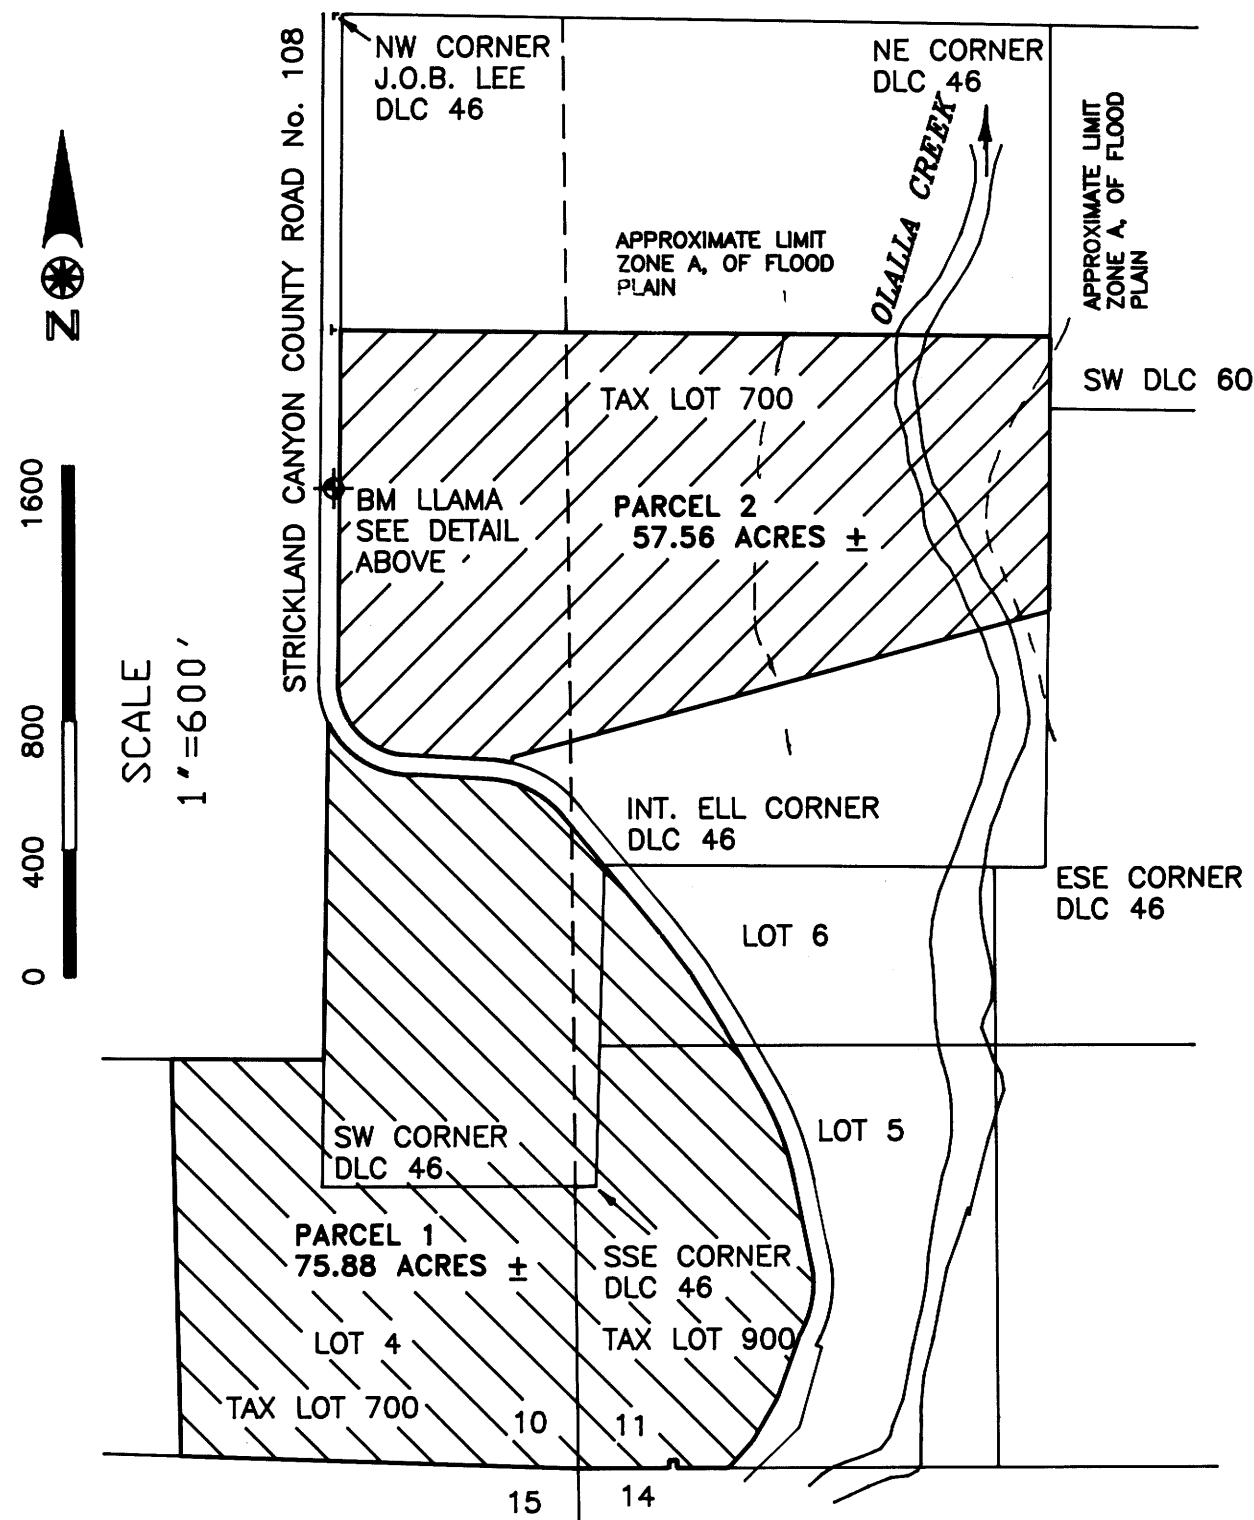 NW CORNER
J.O.B. LEE
DLC 46
NE CORNER
DLC 46
STRICKLAND CANYON COUNTY ROAD No. 108
OLALLA CREEK
APPROXIMATE LIMIT
ZONE A, OF FLOOD
PLAIN
APPROXIMATE LIMIT
ZONE A, OF FLOOD
PLAIN
N
SW DLC 60
TAX LOT 700
PARCEL 2
57.56 ACRES ±
BM LLAMA
SEE DETAIL
ABOVE
1600
800
400
0
SCALE
1"=600'
INT. ELL CORNER
DLC 46
ESE CORNER
DLC 46
LOT 6
LOT 5
SW CORNER
DLC 46
PARCEL 1
75.88 ACRES ±
SSE CORNER
DLC 46
LOT 4
TAX LOT 900
TAX LOT 700
10
11
15
14